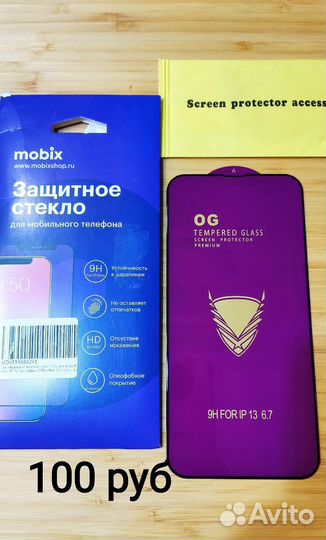 mobix
www.mobixshop.ru
Защитное
стекло
для мобильного телефона
9H
Hardness
Устойчивость
к царапинам
Не оставляет
отпечатков
HD
Отсутствие
искажения
Олеофобное
покрытие
Screen protector access
A
OG
TEMPERED GLASS
SCREEN PROTECTOR
PREMIUM
9H FOR IP 13 6.7
100 руб
Avito